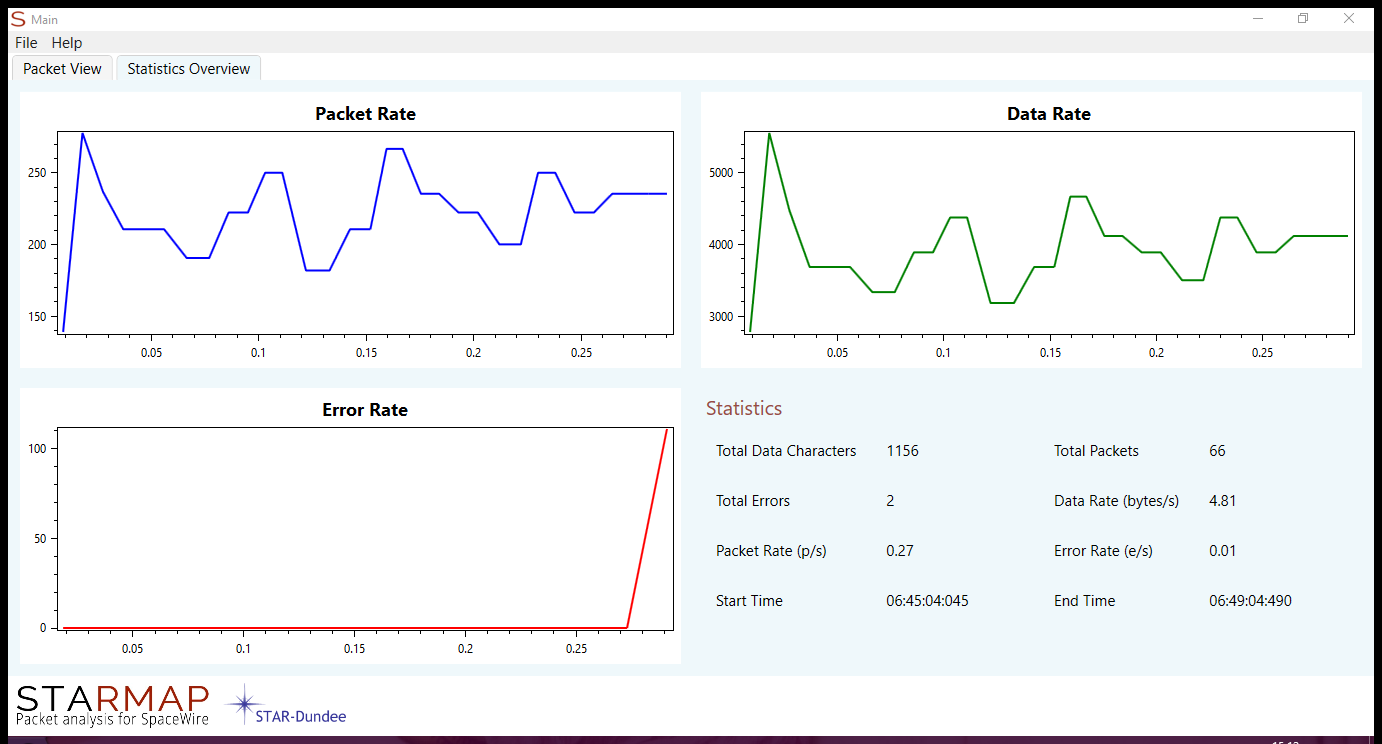 S Main
File Help
Packet View Statistics Overview
Packet Rate
250
200
150
0.05 0.1 0.15 0.2 0.25
Data Rate
5000
4000
3000
0.05 0.1 0.15 0.2 0.25
Error Rate
100
50
0
0.05 0.1 0.15 0.2 0.25
Statistics
Total Data Characters 1156 Total Packets 66
Total Errors 2 Data Rate (bytes/s) 4.81
Packet Rate (p/s) 0.27 Error Rate (e/s) 0.01
Start Time 06:45:04:045 End Time 06:49:04:490
STARMAP
Packet analysis for SpaceWire
STAR-Dundee